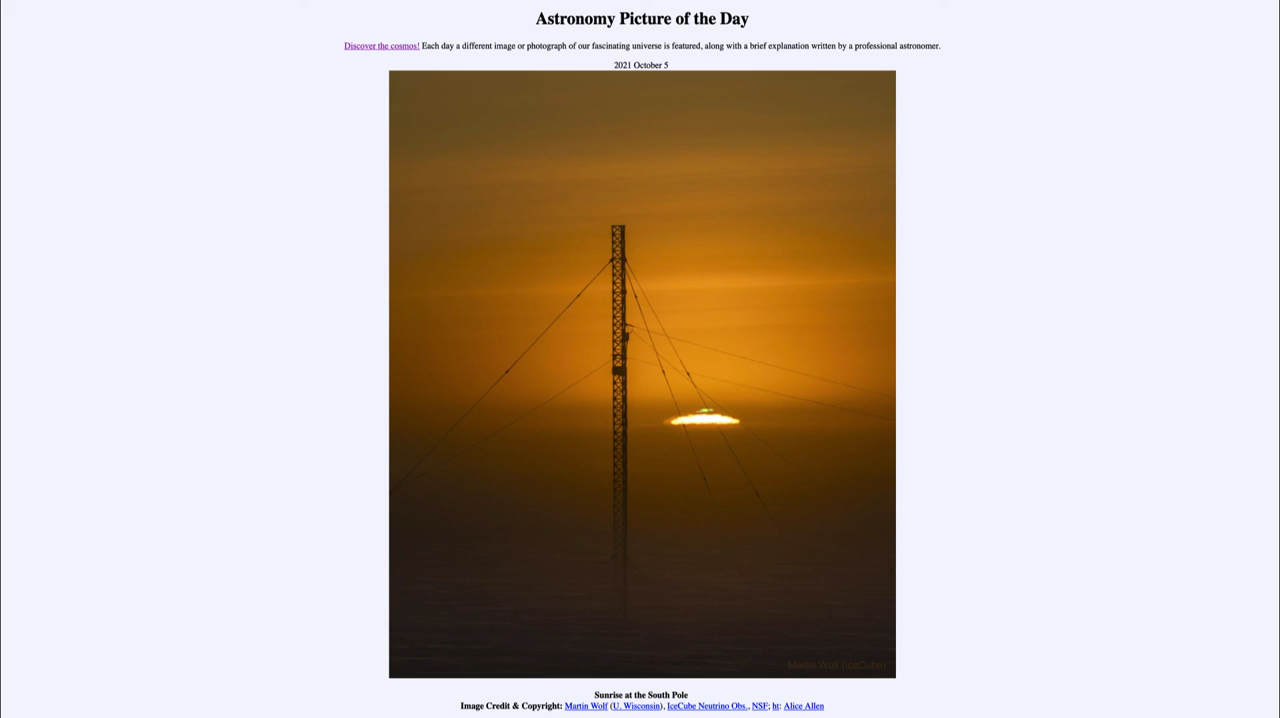 Astronomy Picture of the Day
Discover the cosmos! Each day a different image or photograph of our fascinating universe is featured, along with a brief explanation written by a professional astronomer.
2021 October 5
Martin Wolf (IceCube)
Sunrise at the South Pole
Image Credit & Copyright: Martin Wolf (U. Wisconsin), IceCube Neutrino Obs., NSF; ht: Alice Allen